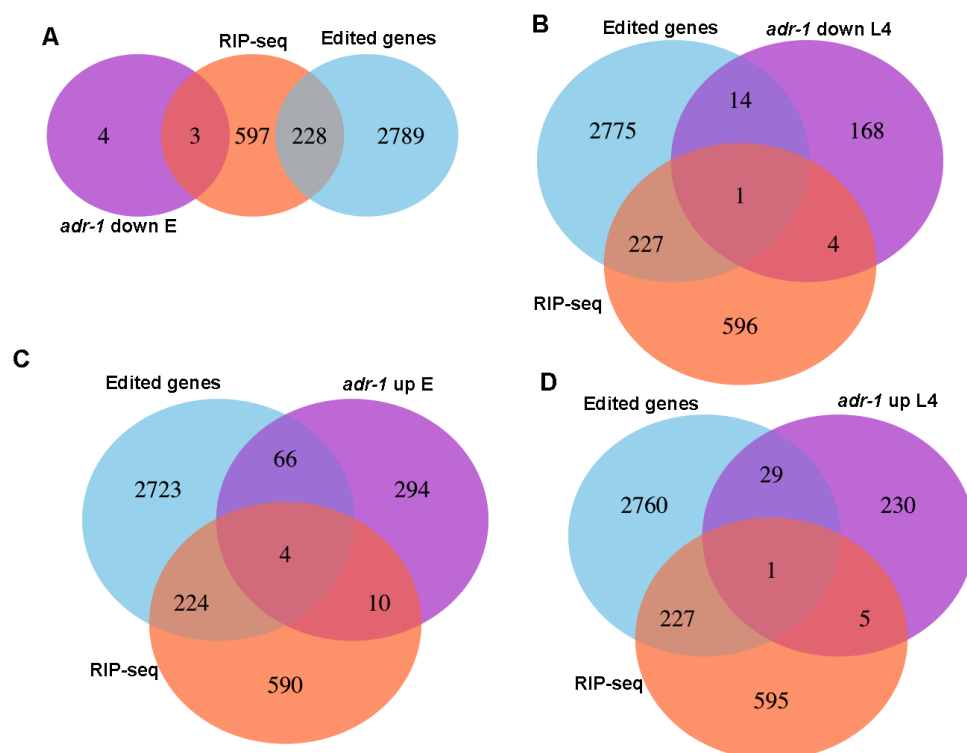 A
RIP-seq
Edited genes
4
3
597
228
2789
adr-1 down E
B
Edited genes
adr-1 down L4
14
2775
168
1
227
4
RIP-seq
596
C
Edited genes
adr-1 up E
66
2723
294
4
224
10
RIP-seq
590
D
Edited genes
adr-1 up L4
29
2760
230
1
227
5
RIP-seq
595